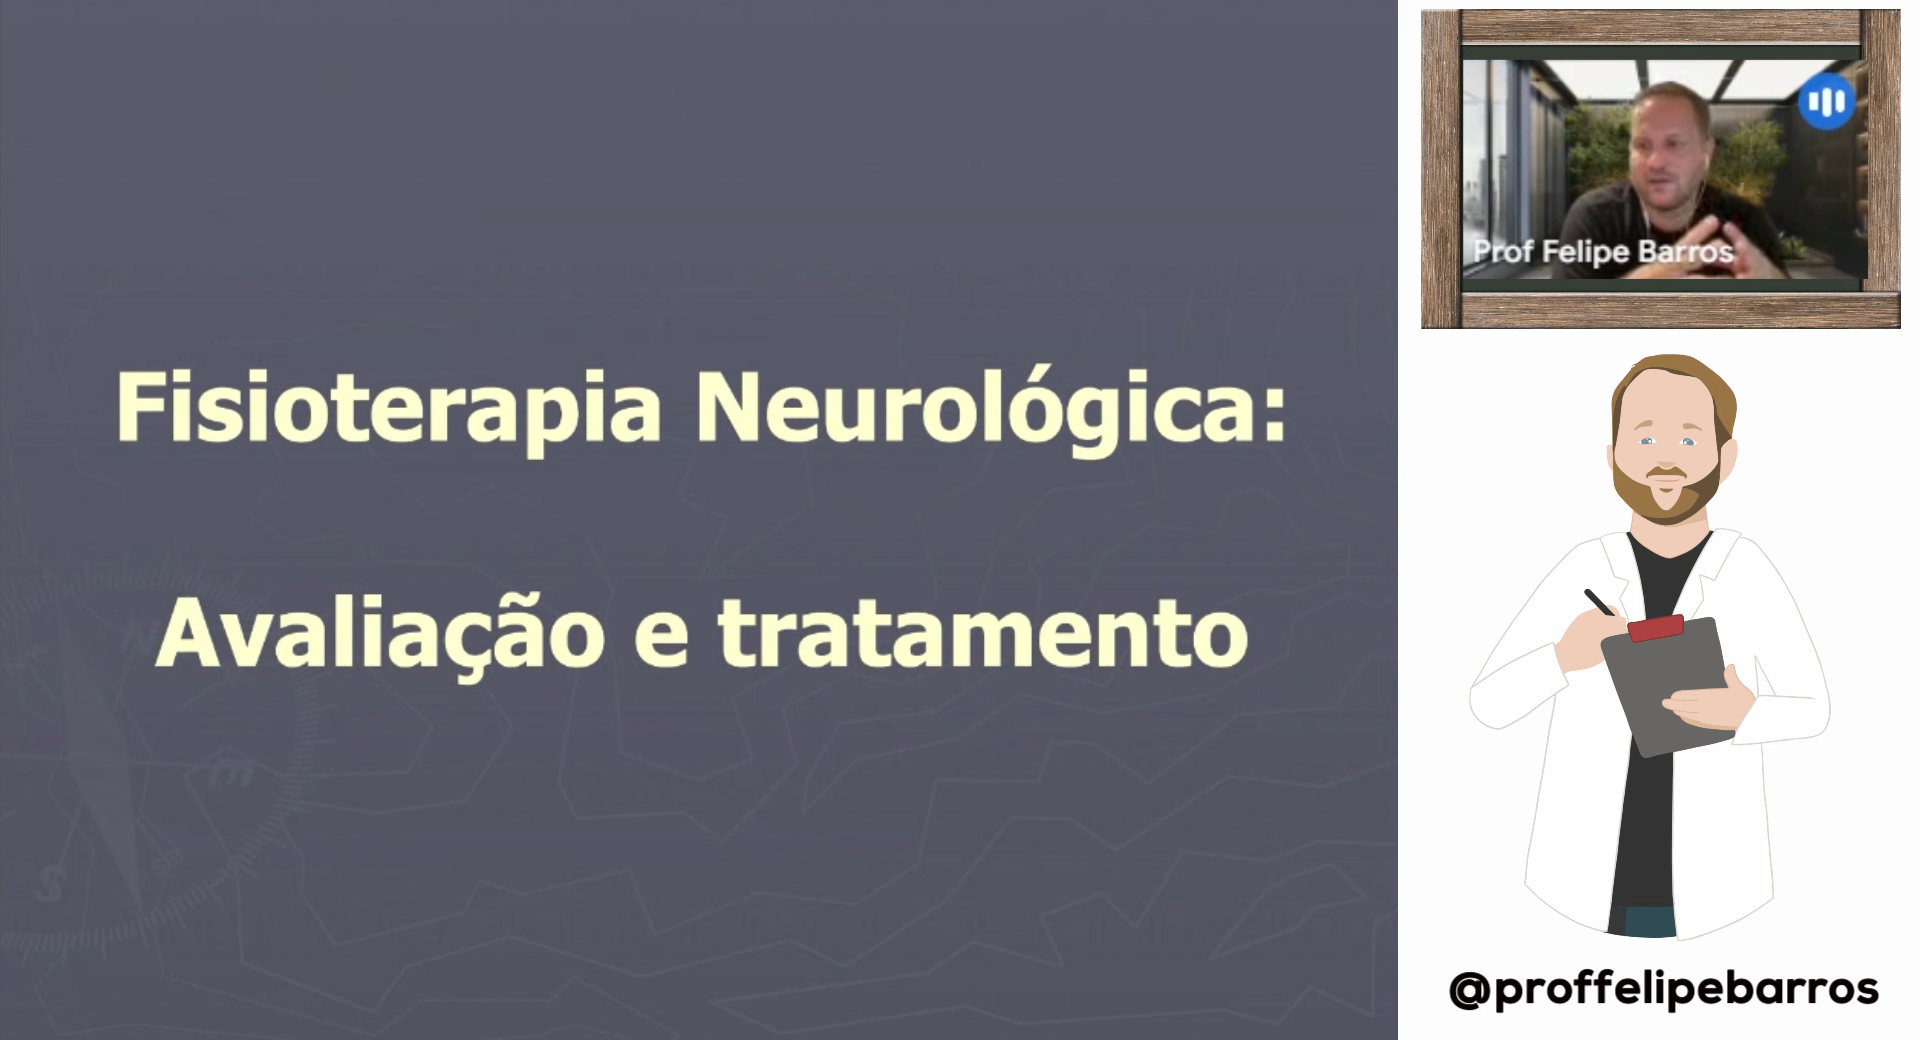 Fisioterapia Neurológica:
Avaliação e tratamento
Prof Felipe Barros
@proffelipebarros
N
E
S